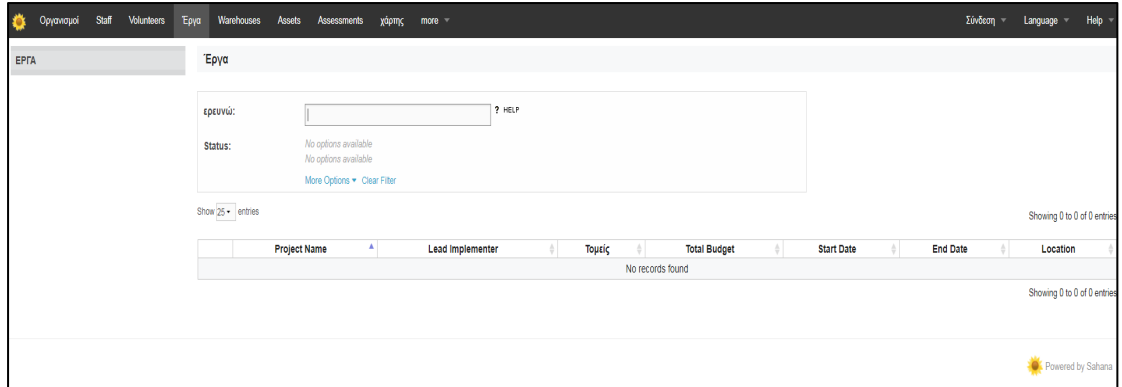 Οργανισμοί Staff Volunteers Έργα Warehouses Assets Assessments χάρτης more Σύνδεση Language Help
ΕΡΓΑ
Έργα
ερευνώ: ? HELP
Status: No options available
No options available
More Options Clear Filter
Show 25 entries
Showing 0 to 0 of 0 entries
Project Name Lead Implementer Τομείς Total Budget Start Date End Date Location
No records found
Showing 0 to 0 of 0 entries
Powered by Sahana